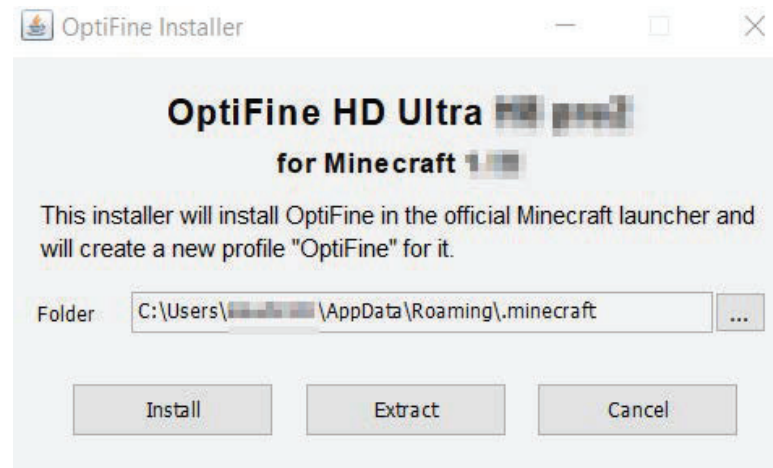 OptiFine Installer
OptiFine HD Ultra
for Minecraft
This installer will install OptiFine in the official Minecraft launcher and
will create a new profile "OptiFine" for it.
Folder C:\Users\ \AppData\Roaming\.minecraft ...
Install Extract Cancel